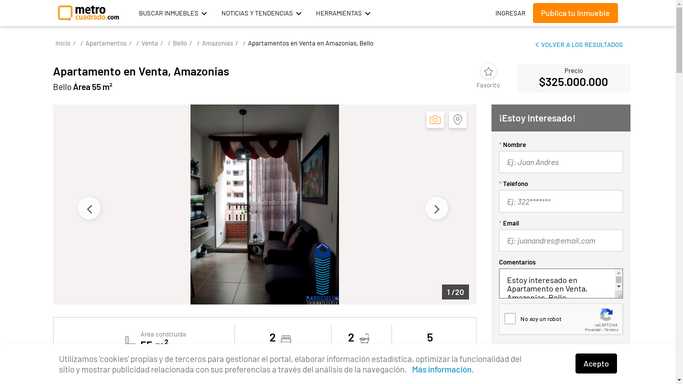 metro
cuadrado.com
BUSCAR INMUEBLES
NOTICIAS Y TENDENCIAS
HERRAMIENTAS
INGRESAR
Publica tu Inmueble
Inicio / / Apartamentos / / Venta / / Bello / / Amazonias / / Apartamentos en Venta en Amazonias, Bello
< VOLVER A LOS RESULTADOS
Apartamento en Venta, Amazonias
Bello Area 55 m²
Favorito
Precio
$325.000.000
¡Estoy Interesado!
* Nombre
Ej: Juan Andres
* Telefono
Ej: 322*******
* Email
Ej: juanandres@email.com
Comentarios
Estoy interesado en
Apartamento en Venta,
Amazonias, Bello
No soy un robot
reCAPTCHA
Privacidad - Términos
1 / 20
Área construida
55 m²
2
2
5
Utilizamos 'cookies' propias y de terceros para gestionar el portal, elaborar información estadística, optimizar la funcionalidad del
sitio y mostrar publicidad relacionada con sus preferencias a través del análisis de la navegación. Más información.
Acepto